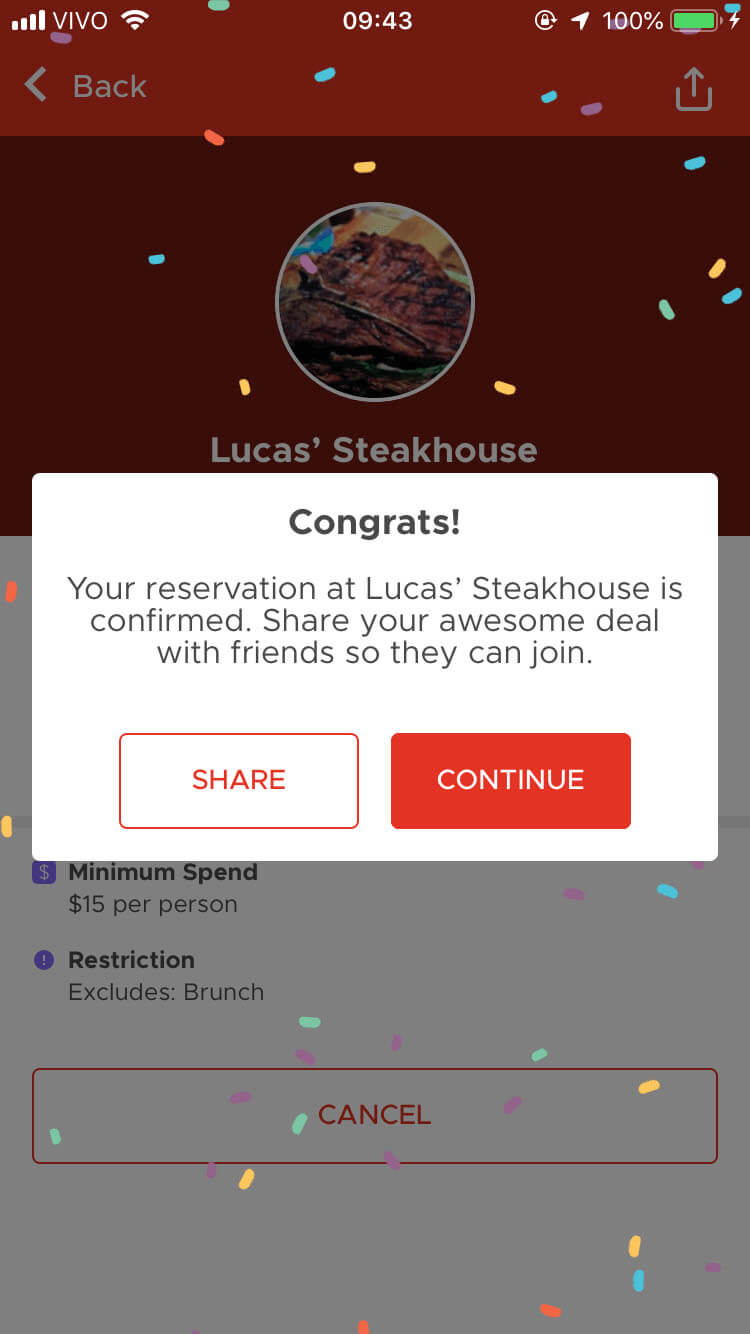 VIVO 09:43 100%
Back
Lucas’ Steakhouse
Congrats!
Your reservation at Lucas’ Steakhouse is
confirmed. Share your awesome deal
with friends so they can join.
SHARE CONTINUE
$ Minimum Spend
$15 per person
! Restriction
Excludes: Brunch
CANCEL